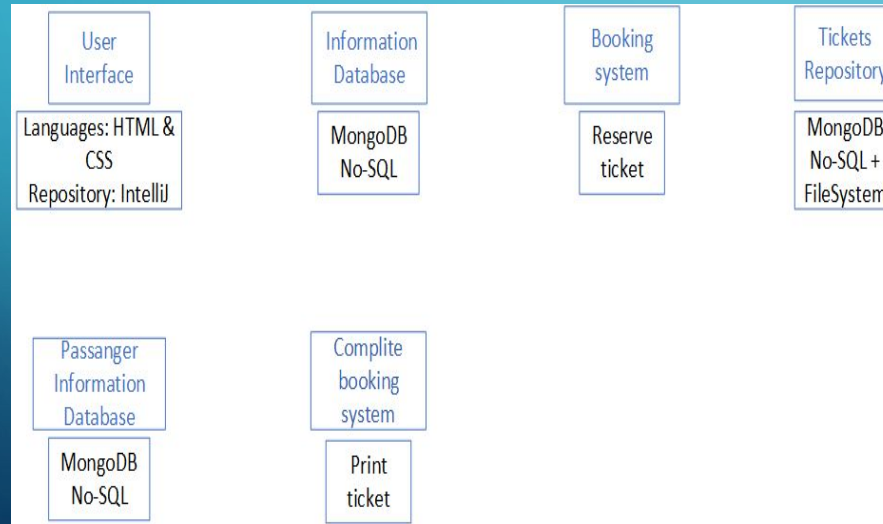 User
Interface
Languages: HTML &
CSS
Repository: IntelliJ
Information
Database
MongoDB
No-SQL
Booking
system
Reserve
ticket
Tickets
Repository
MongoDB
No-SQL +
FileSystem
Passanger
Information
Database
MongoDB
No-SQL
Complite
booking
system
Print
ticket